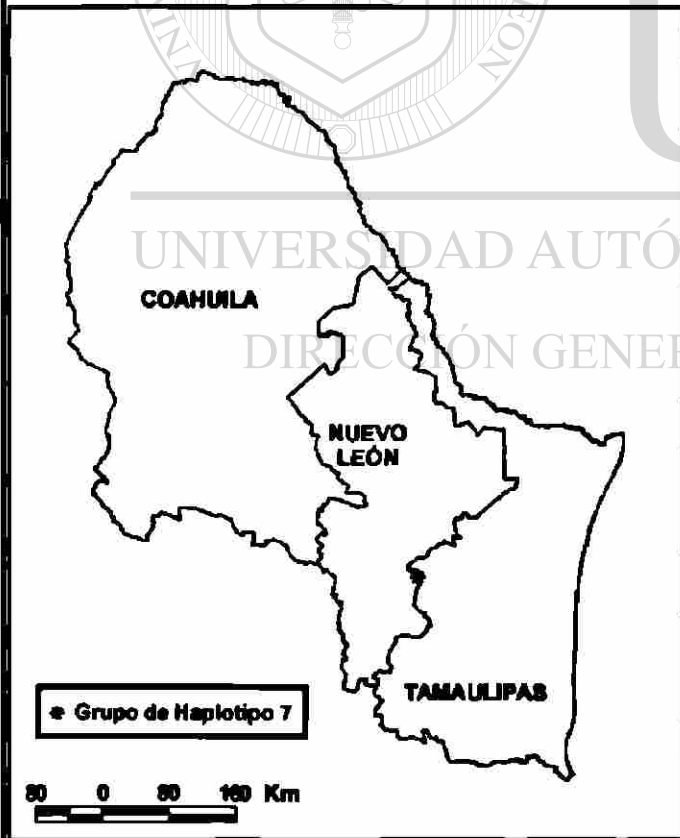 UNIVERSIDAD AUTÓ
COAHUILA
DIRECCIÓN GENER
NUEVO
LEÓN
TAMAULIPAS
Grupo de Haplotipo 7
80 0 80 160 Km